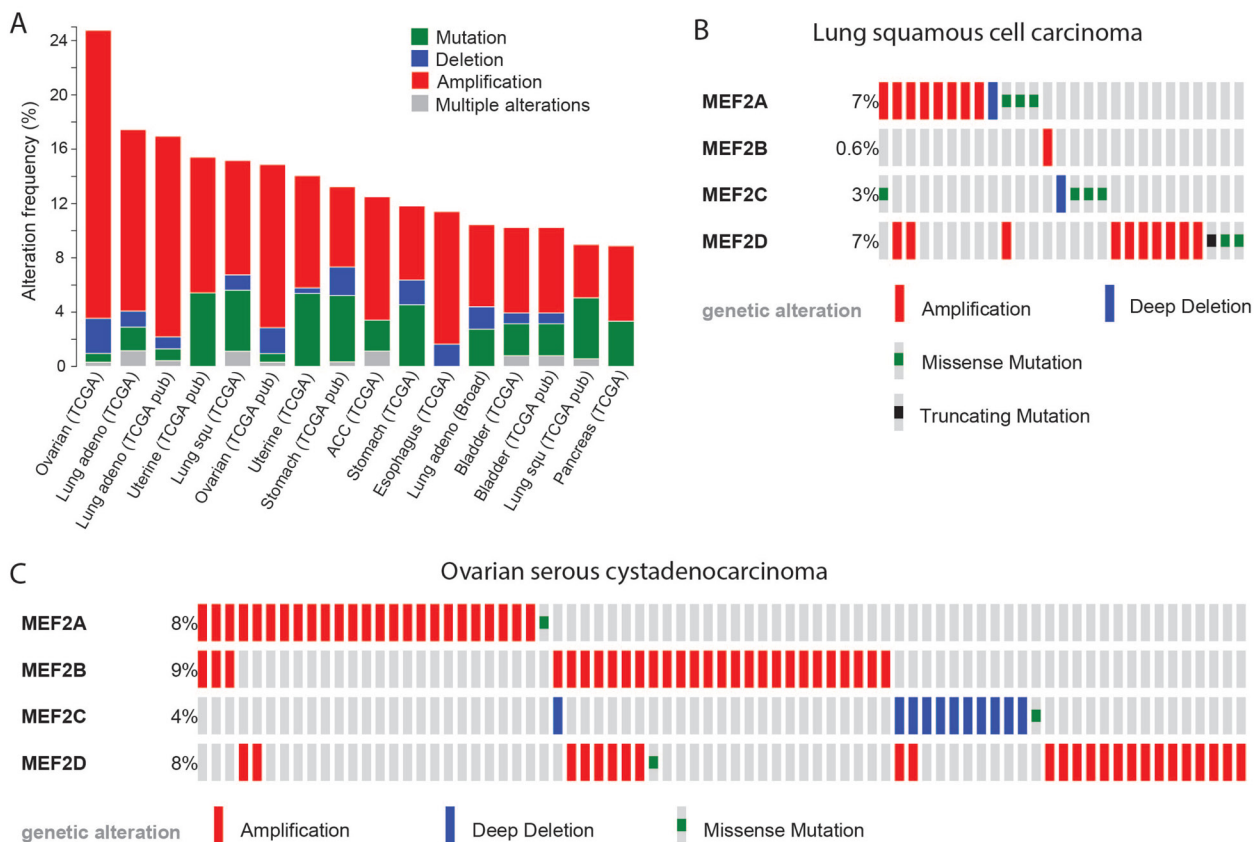 A
Alteration frequency (%)
24
20
16
12
8
4
0
Mutation
Deletion
Amplification
Multiple alterations
Ovarian (TCGA)
Lung adeno (TCGA)
Lung adeno (TCGA pub)
Uterine (TCGA pub)
Lung squ (TCGA)
Ovarian (TCGA pub)
Uterine (TCGA)
Stomach (TCGA pub)
ACC (TCGA)
Stomach (TCGA)
Esophagus (TCGA)
Lung adeno (Broad)
Bladder (TCGA)
Bladder (TCGA pub)
Lung squ (TCGA pub)
Pancreas (TCGA)
B
Lung squamous cell carcinoma
MEF2A 7%
MEF2B 0.6%
MEF2C 3%
MEF2D 7%
genetic alteration Amplification Deep Deletion
Missense Mutation
Truncating Mutation
C
Ovarian serous cystadenocarcinoma
MEF2A 8%
MEF2B 9%
MEF2C 4%
MEF2D 8%
genetic alteration Amplification Deep Deletion Missense Mutation